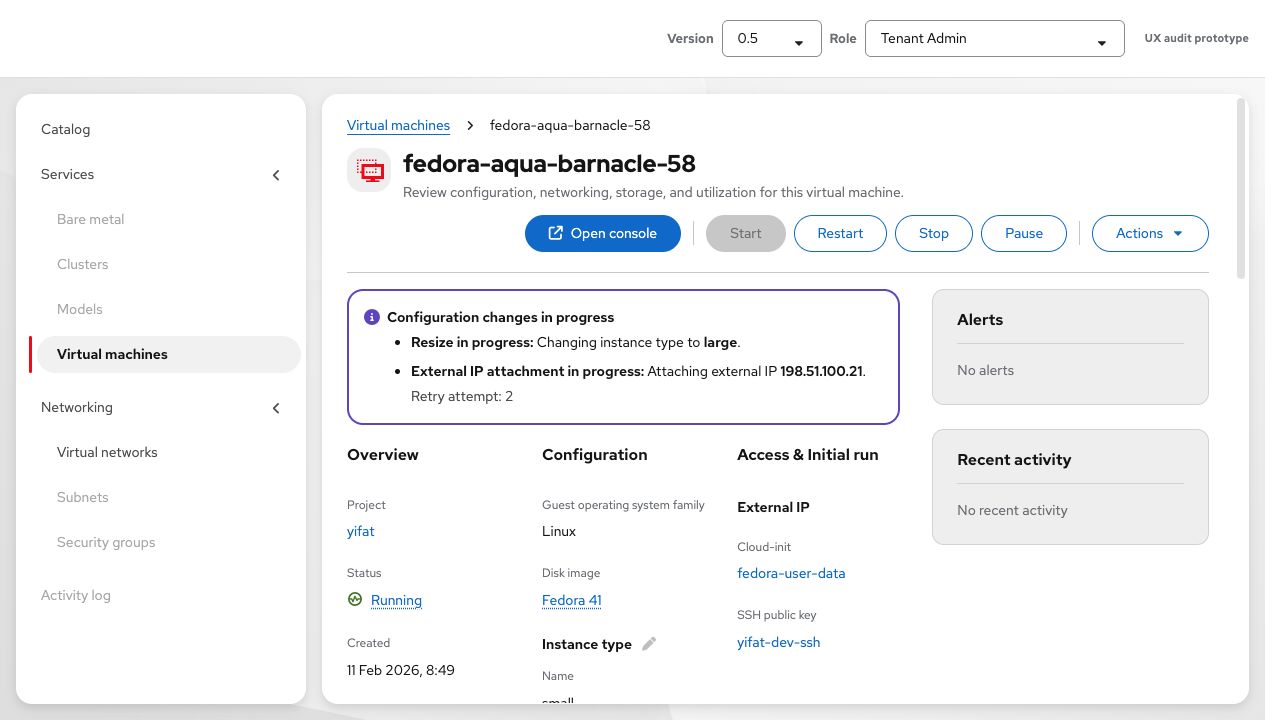 Version
0.5
Role
Tenant Admin
UX audit prototype
Catalog
Services
Bare metal
Clusters
Models
Virtual machines
Networking
Virtual networks
Subnets
Security groups
Activity log
Virtual machines
fedora-aqua-barnacle-58
fedora-aqua-barnacle-58
Review configuration, networking, storage, and utilization for this virtual machine.
Open console
Start
Restart
Stop
Pause
Actions
Configuration changes in progress
Resize in progress: Changing instance type to large.
External IP attachment in progress: Attaching external IP 198.51.100.21.
Retry attempt: 2
Overview
Project
yifat
Status
Running
Created
11 Feb 2026, 8:49
Configuration
Guest operating system family
Linux
Disk image
Fedora 41
Instance type
Name
small
Access & Initial run
External IP
Cloud-init
fedora-user-data
SSH public key
yifat-dev-ssh
Alerts
No alerts
Recent activity
No recent activity